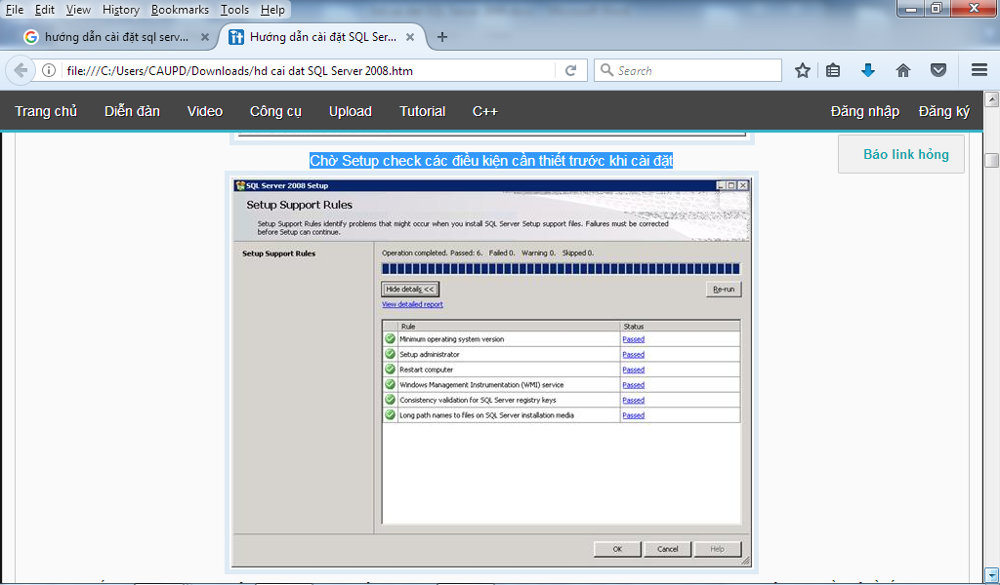 File Edit View History Bookmarks Tools Help
hướng dẫn cài đặt sql serv... Hướng dẫn cài đặt SQL Ser...
file:///C:/Users/CAUPD/Downloads/hd cai dat SQL Server 2008.htm Search
Trang chủ Diễn đàn Video Công cụ Upload Tutorial C++ Đăng nhập Đăng ký
Báo link hỏng
Chờ Setup check các điều kiện cần thiết trước khi cài đặt
SQL Server 2008 Setup
Setup Support Rules
Setup Support Rules identify problems that might occur when you install SQL Server Setup support files. Failures must be corrected
before Setup can continue.
Setup Support Rules
Operation completed. Passed: 6. Failed 0. Warning 0. Skipped 0.
Hide details << Re-run
View detailed report
Rule Status
Minimum operating system version Passed
Setup administrator Passed
Restart computer Passed
Windows Management Instrumentation (WMI) service Passed
Consistency validation for SQL Server registry keys Passed
Long path names to files on SQL Server installation media Passed
OK Cancel Help